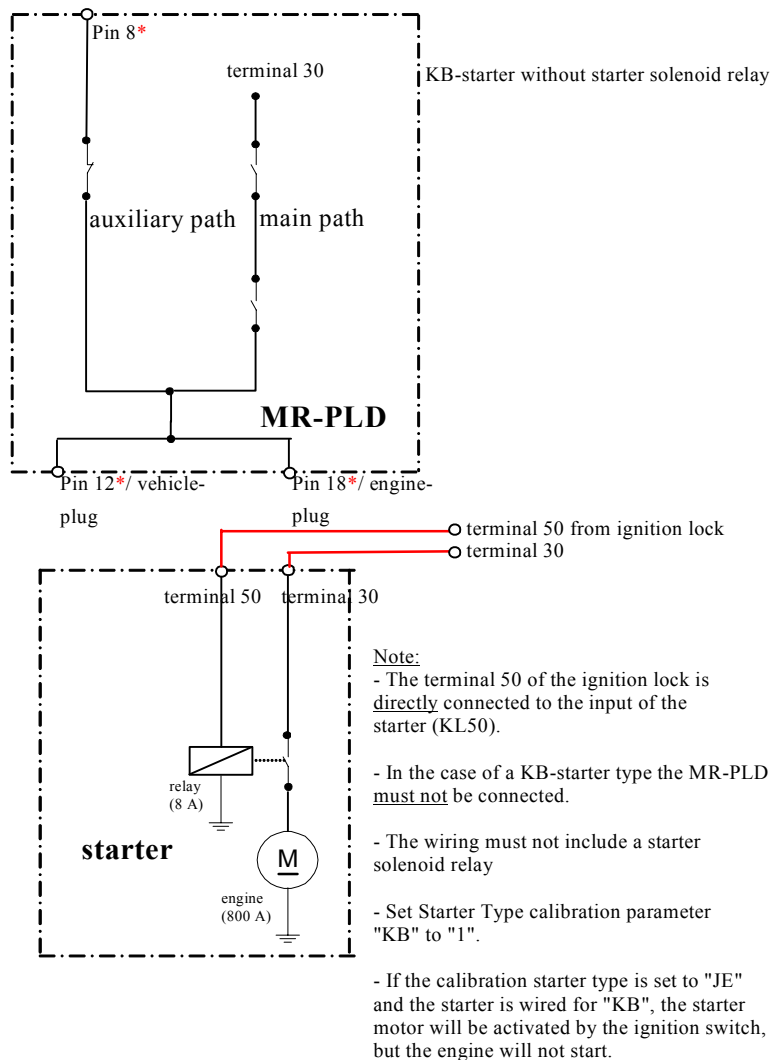 Pin 8*
terminal 30
KB-starter without starter solenoid relay
auxiliary path
main path
MR-PLD
Pin 12*/ vehicle-
plug
Pin 18*/ engine-
plug
terminal 50 from ignition lock
terminal 30
terminal 50
terminal 30
relay
(8 A)
starter
M
engine
(800 A)
Note:
- The terminal 50 of the ignition lock is
directly connected to the input of the
starter (KL50).
- In the case of a KB-starter type the MR-PLD
must not be connected.
- The wiring must not include a starter
solenoid relay
- Set Starter Type calibration parameter
"KB" to "1".
- If the calibration starter type is set to "JE"
and the starter is wired for "KB", the starter
motor will be activated by the ignition switch,
but the engine will not start.